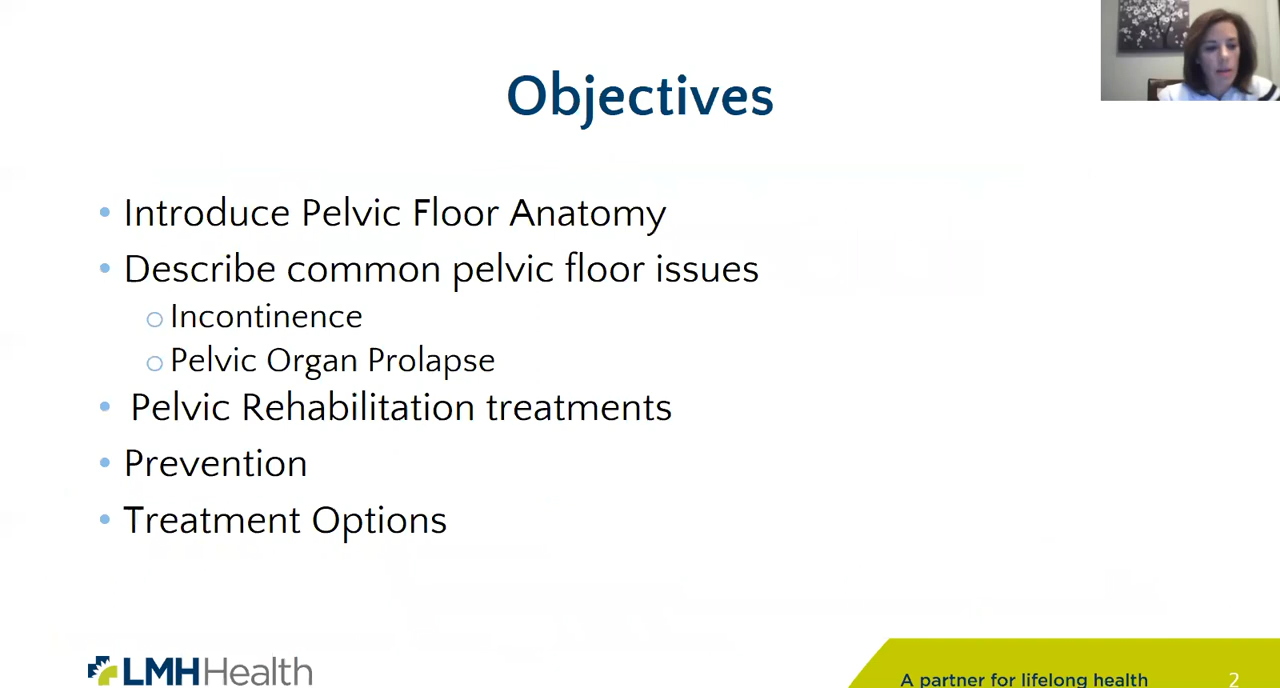 Objectives
• Introduce Pelvic Floor Anatomy
• Describe common pelvic floor issues
○ Incontinence
○ Pelvic Organ Prolapse
• Pelvic Rehabilitation treatments
• Prevention
• Treatment Options
LMH Health
A partner for lifelong health
2